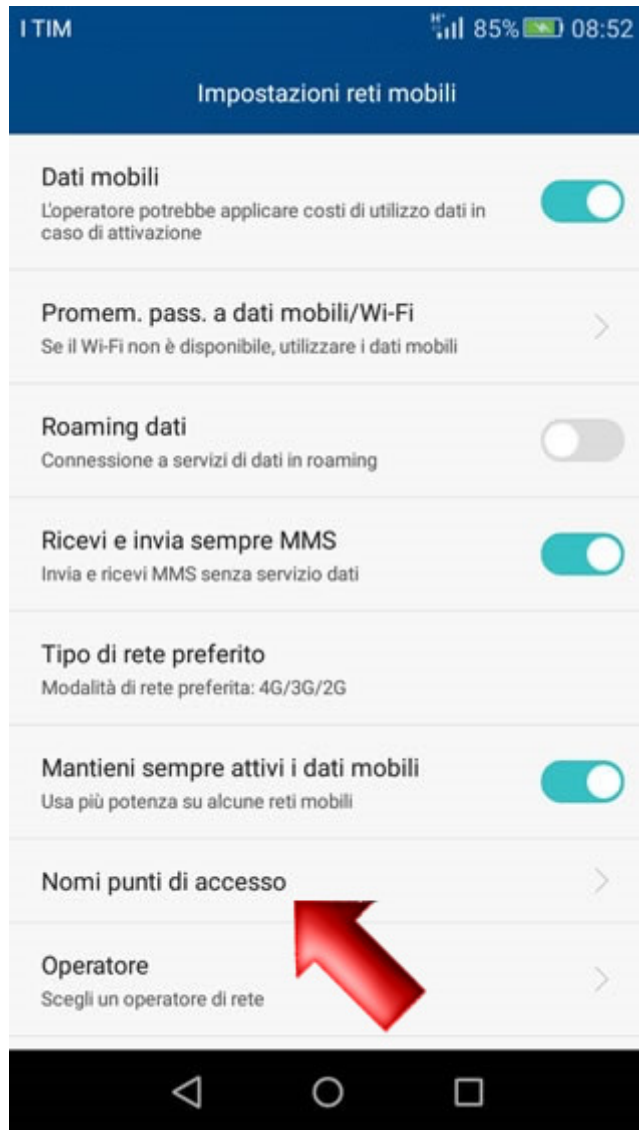 I TIM 85% 08:52
Impostazioni reti mobili
Dati mobili
L'operatore potrebbe applicare costi di utilizzo dati in
caso di attivazione
Promem. pass. a dati mobili/Wi-Fi
Se il Wi-Fi non è disponibile, utilizzare i dati mobili
Roaming dati
Connessione a servizi di dati in roaming
Ricevi e invia sempre MMS
Invia e ricevi MMS senza servizio dati
Tipo di rete preferito
Modalità di rete preferita: 4G/3G/2G
Mantieni sempre attivi i dati mobili
Usa più potenza su alcune reti mobili
Nomi punti di accesso
Operatore
Scegli un operatore di rete